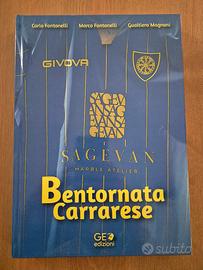 Carlo Fontanelli Marco Fontanelli Gualtiero Magnani
GIVOVA
SAGEVAN
MARBLE ATELIER
Bentornata
Carrarese
GEO
edizioni
subito